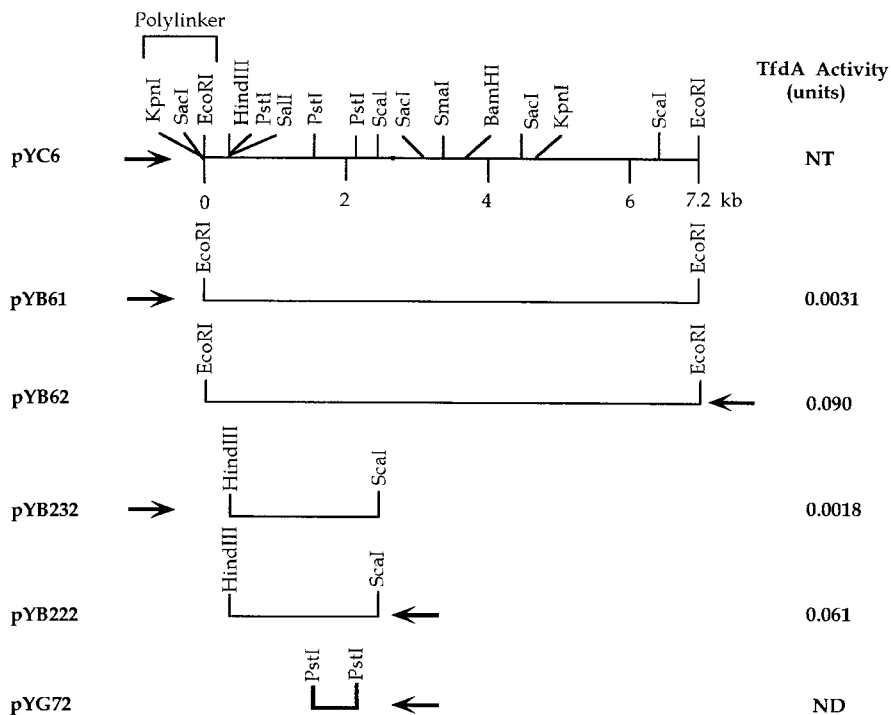 Polylinker
KpnI
SacI
EcoRI
HindIII
PstI
SalI
PstI
PstI
ScaI
SacI
SmaI
BamHI
SacI
KpnI
ScaI
EcoRI
TfdA Activity
(units)
pYC6
NT
0
2
4
6
7.2 kb
EcoRI
EcoRI
pYB61
0.0031
EcoRI
EcoRI
pYB62
0.090
HindIII
ScaI
pYB232
0.0018
HindIII
ScaI
pYB222
0.061
PstI
PstI
pYG72
ND